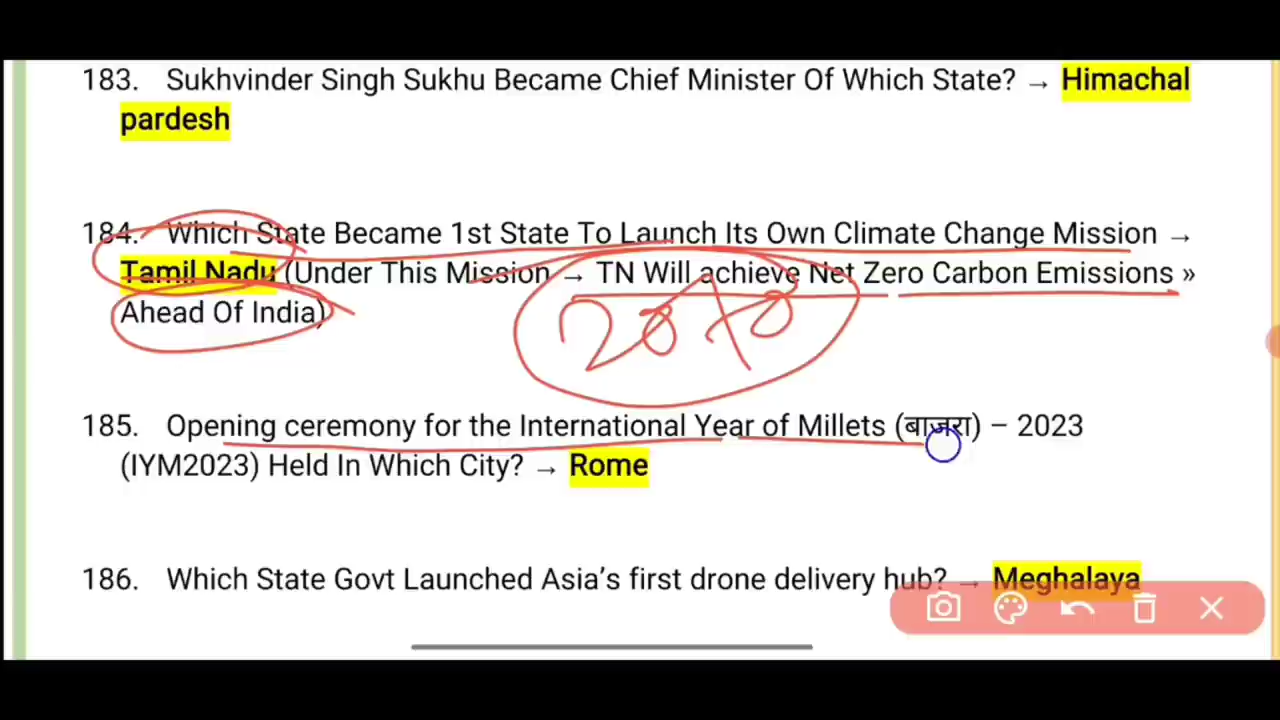 183. Sukhvinder Singh Sukhu Became Chief Minister Of Which State? → Himachal
pardesh
184. Which State Became 1st State To Launch Its Own Climate Change Mission →
Tamil Nadu (Under This Mission → TN Will achieve Net Zero Carbon Emissions »
Ahead Of India)
2070
185. Opening ceremony for the International Year of Millets (बाजरा) – 2023
(IYM2023) Held In Which City? → Rome
186. Which State Govt Launched Asia's first drone delivery hub? → Meghalaya